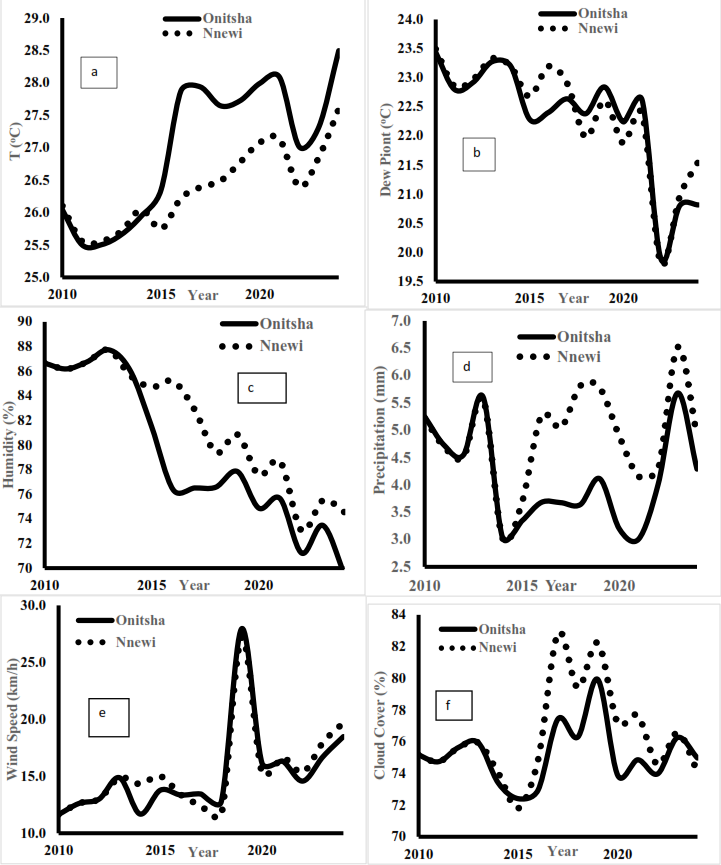 29.0
28.5
28.0
27.5
27.0
26.5
26.0
25.5
25.0
T (°C)
Onitsha
Nnewi
a
2010
2015
Year
2020
24.0
23.5
23.0
22.5
22.0
21.5
21.0
20.5
20.0
19.5
Dew Piont (°C)
Onitsha
Nnewi
b
2010
2015
Year
2020
90
88
86
84
82
80
78
76
74
72
70
Humidity (%)
Onitsha
Nnewi
c
2010
2015
Year
2020
7.0
6.5
6.0
5.5
5.0
4.5
4.0
3.5
3.0
2.5
Precipitation (mm)
Onitsha
Nnewi
d
2010
2015
Year
2020
30.0
25.0
20.0
15.0
10.0
Wind Speed (km/h)
Onitsha
Nnewi
e
2010
2015
Year
2020
84
82
80
78
76
74
72
70
Cloud Cover (%)
Onitsha
Nnewi
f
2010
2015
Year
2020